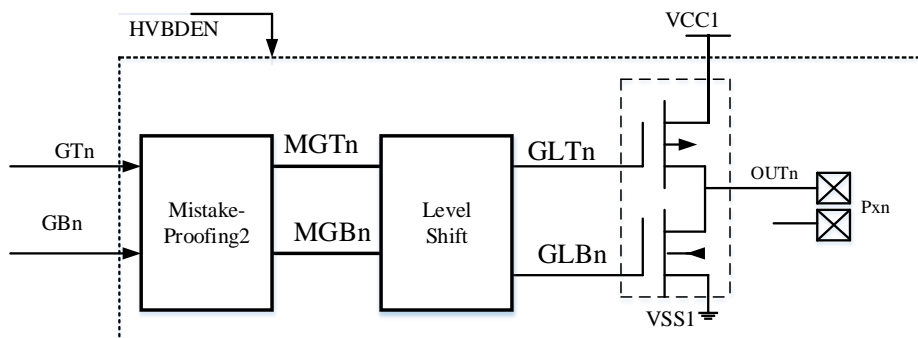 HVBDEN
VCC1
GTn
MGTn
GLTn
Mistake-
Proofing2
Level
Shift
OUTn
Pxn
GBn
MGBn
GLBn
VSS1